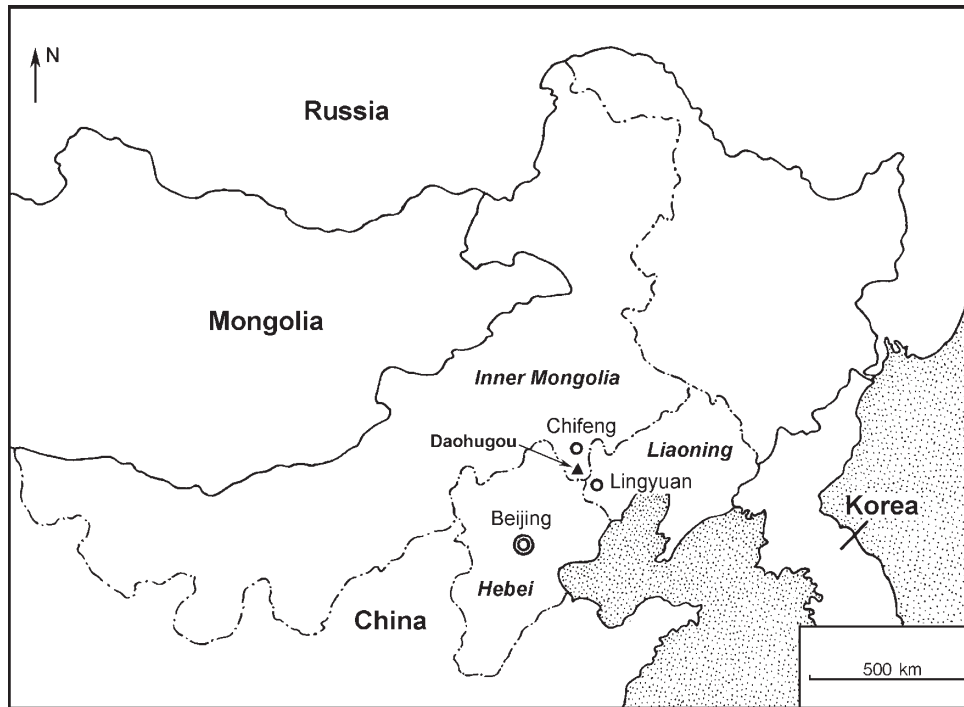 N
Russia
Mongolia
Inner Mongolia
Chifeng
Daohugou
Liaoning
Lingyuan
Korea
Beijing
Hebei
China
500 km